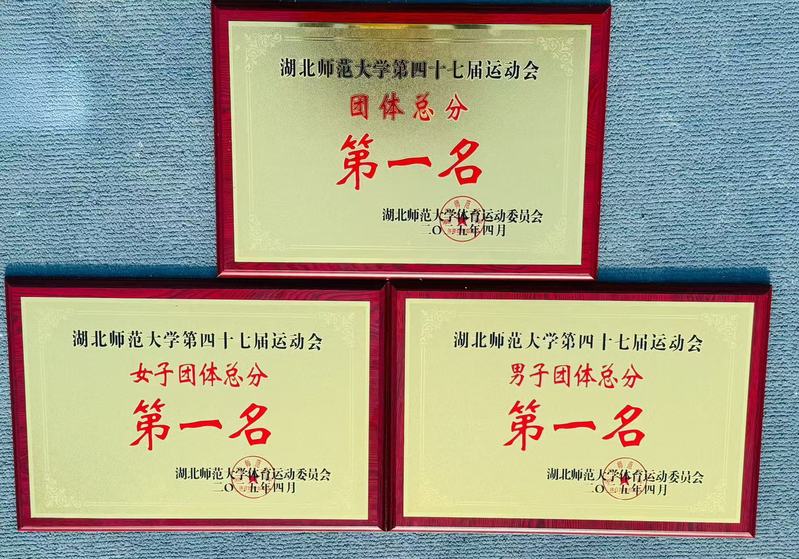 湖北师范大学第四十七届运动会
团体总分
第一名
湖北师范大学体育运动委员会
二〇 五年四月
湖北师范大学第四十七届运动会
女子团体总分
第一名
湖北师范大学体育运动委员会
二〇 五年四月
湖北师范大学第四十七届运动会
男子团体总分
第一名
湖北师范大学体育运动委员会
二〇 五年四月